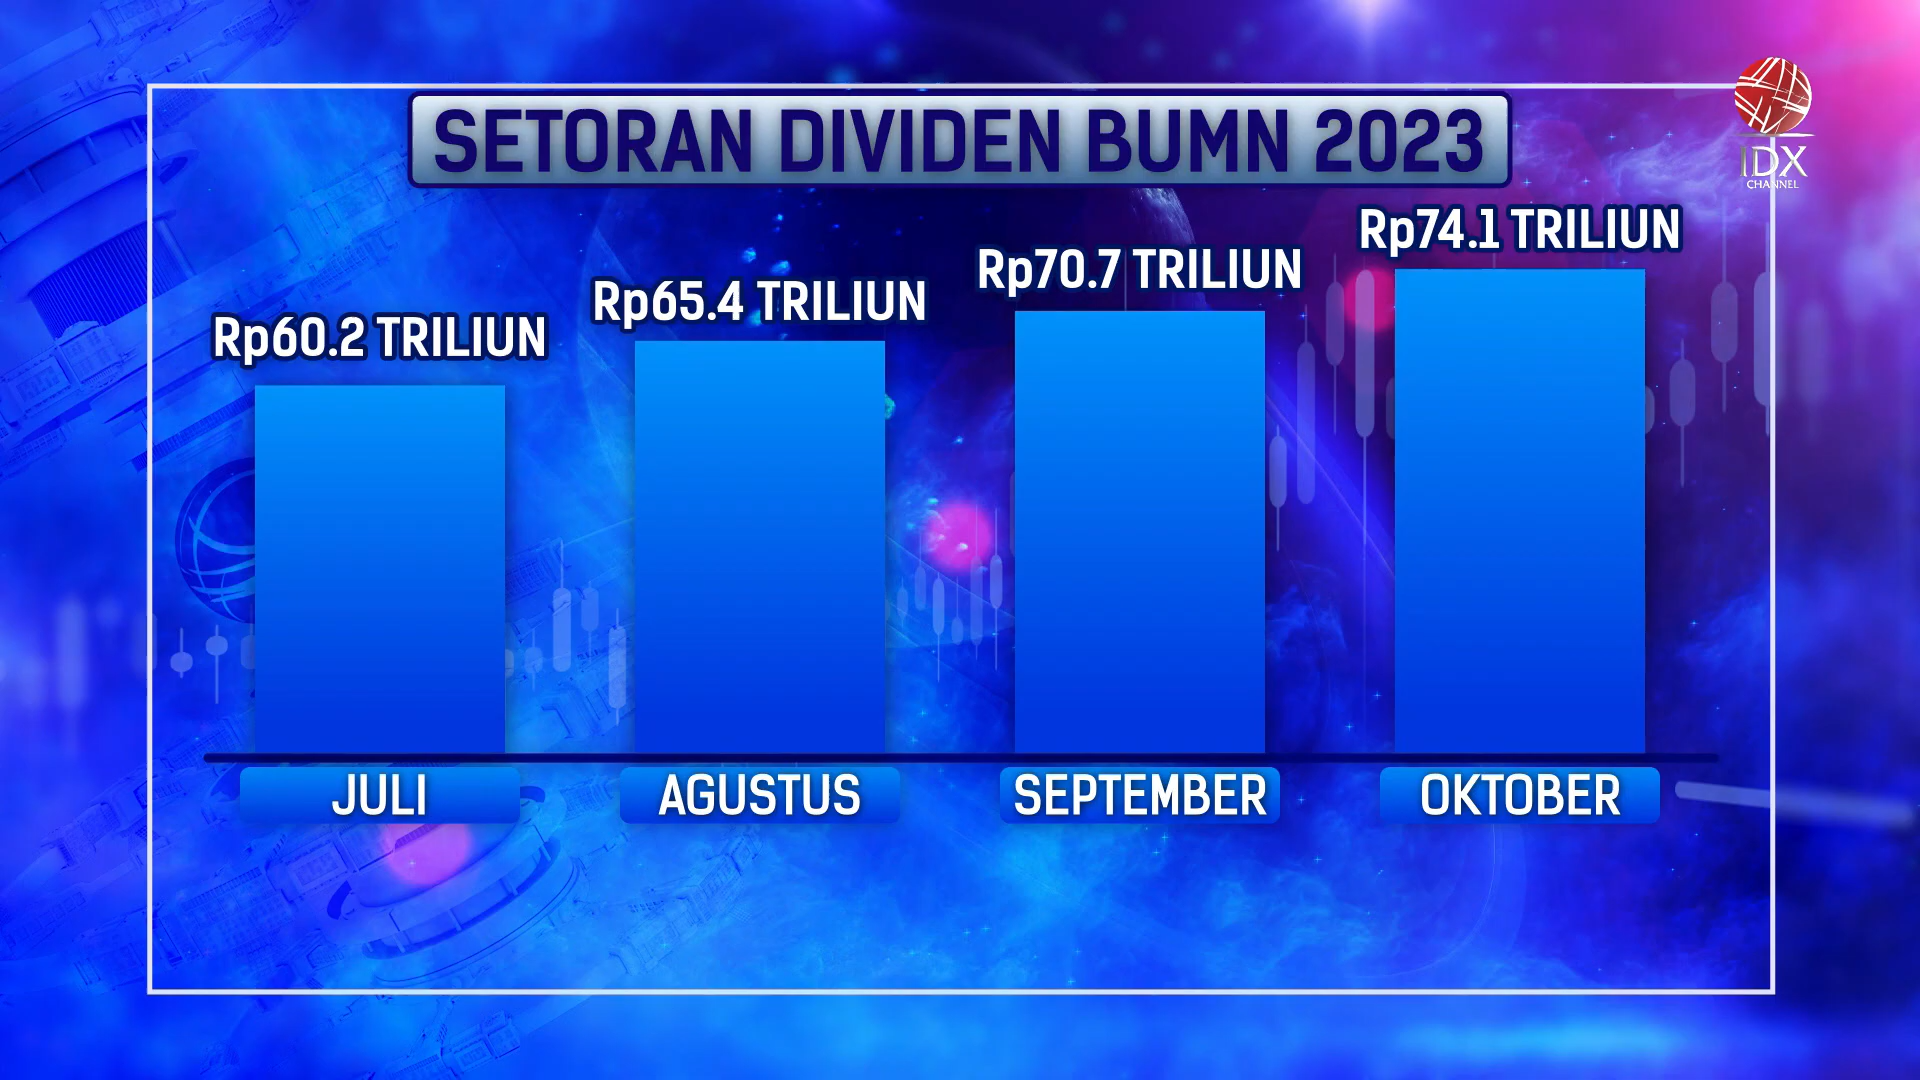 SETORAN DIVIDEN BUMN 2023
IDX
CHANNEL
Rp60.2 TRILIUN
Rp65.4 TRILIUN
Rp70.7 TRILIUN
Rp74.1 TRILIUN
JULI
AGUSTUS
SEPTEMBER
OKTOBER